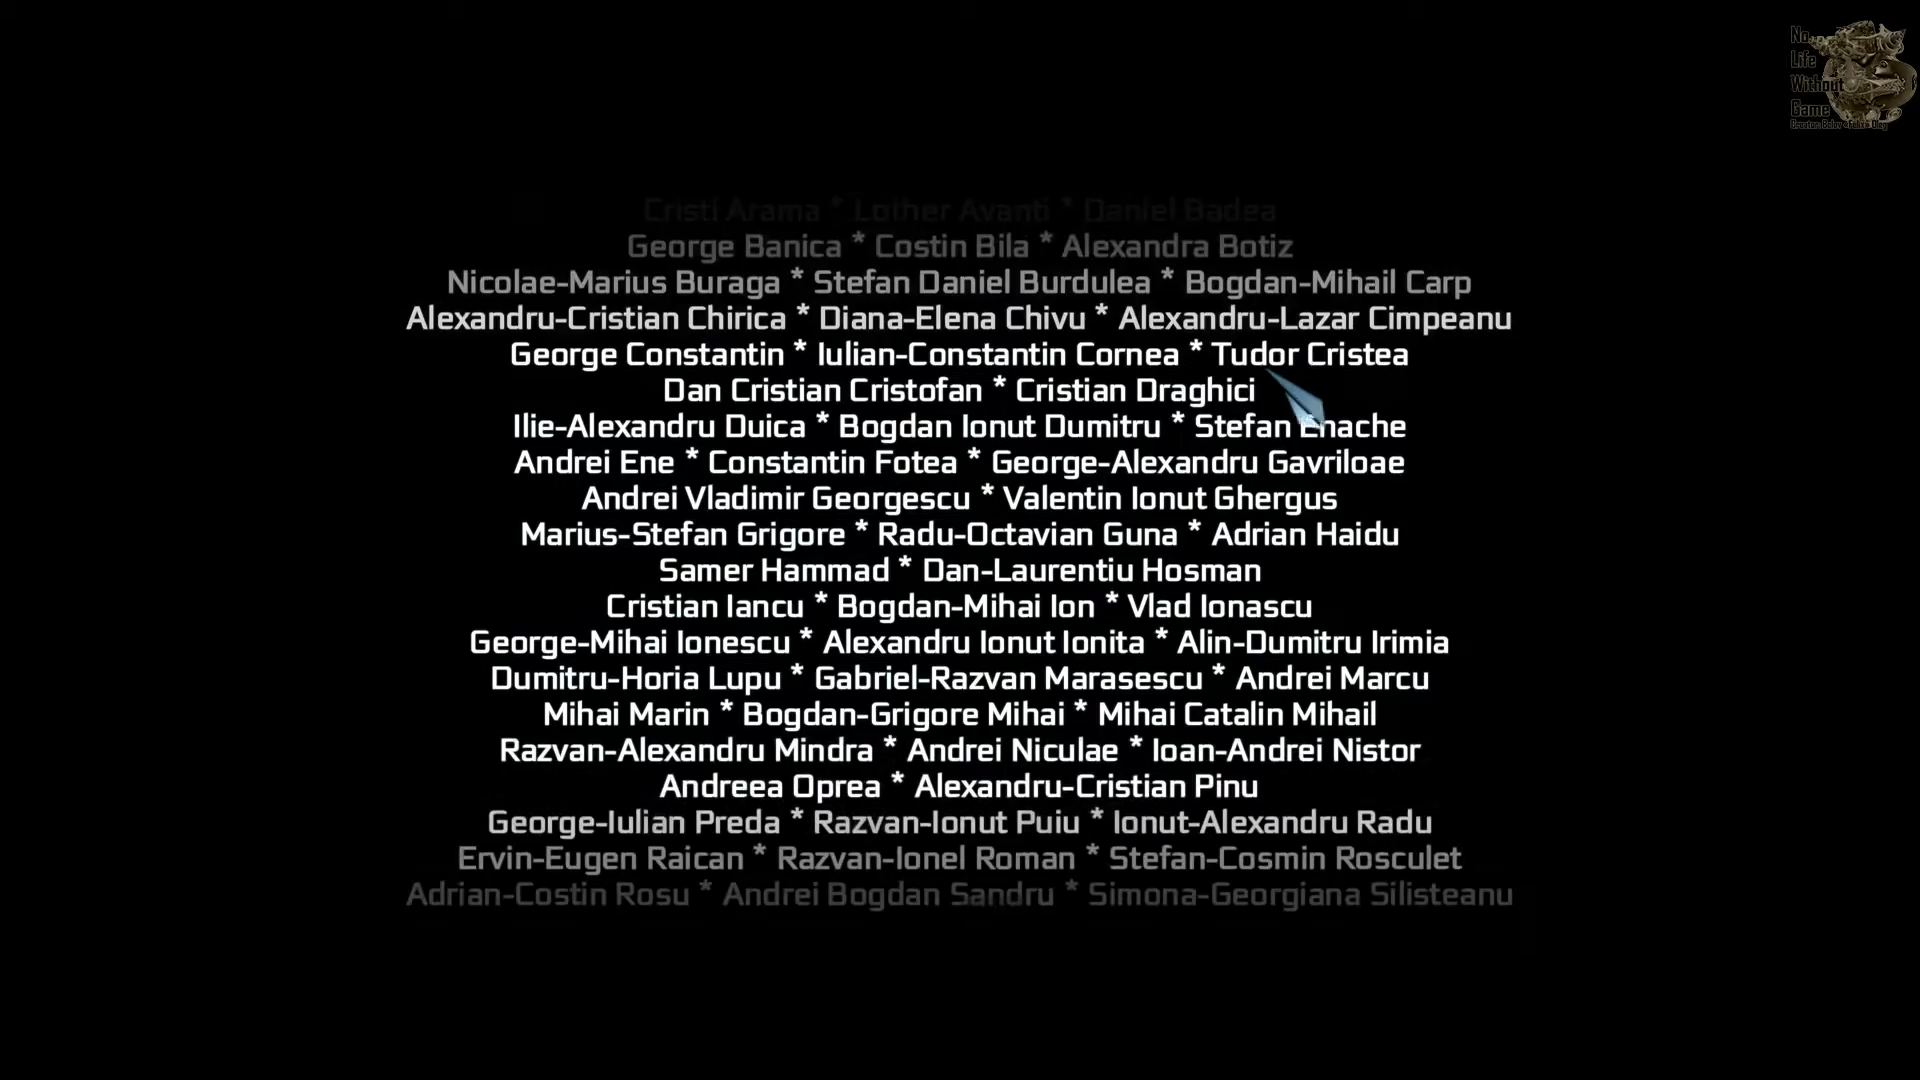 Cristi Arama * Lother Avanti * Daniel Badea
George Banica * Costin Bila * Alexandra Botiz
Nicolae-Marius Buraga * Stefan Daniel Burdulea * Bogdan-Mihail Carp
Alexandru-Cristian Chirica * Diana-Elena Chivu * Alexandru-Lazar Cimpeanu
George Constantin * Iulian-Constantin Cornea * Tudor Cristea
Dan Cristian Cristofan * Cristian Draghici
Ilie-Alexandru Duica * Bogdan Ionut Dumitru * Stefan Enache
Andrei Ene * Constantin Fotea * George-Alexandru Gavriloae
Andrei Vladimir Georgescu * Valentin Ionut Ghergus
Marius-Stefan Grigore * Radu-Octavian Guna * Adrian Haidu
Samer Hammad * Dan-Laurentiu Hosman
Cristian Iancu * Bogdan-Mihai Ion * Vlad Ionascu
George-Mihai Ionescu * Alexandru Ionut Ionita * Alin-Dumitru Irimia
Dumitru-Horia Lupu * Gabriel-Razvan Marasescu * Andrei Marcu
Mihai Marin * Bogdan-Grigore Mihai * Mihai Catalin Mihail
Razvan-Alexandru Mindra * Andrei Niculae * Ioan-Andrei Nistor
Andreea Oprea * Alexandru-Cristian Pinu
George-Iulian Preda * Razvan-Ionut Puiu * Ionut-Alexandru Radu
Ervin-Eugen Raican * Razvan-Ionel Roman * Stefan-Cosmin Rosculet
Adrian-Costin Rosu * Andrei Bogdan Sandru * Simona-Georgiana Silisteanu
No
Life
Without
Game